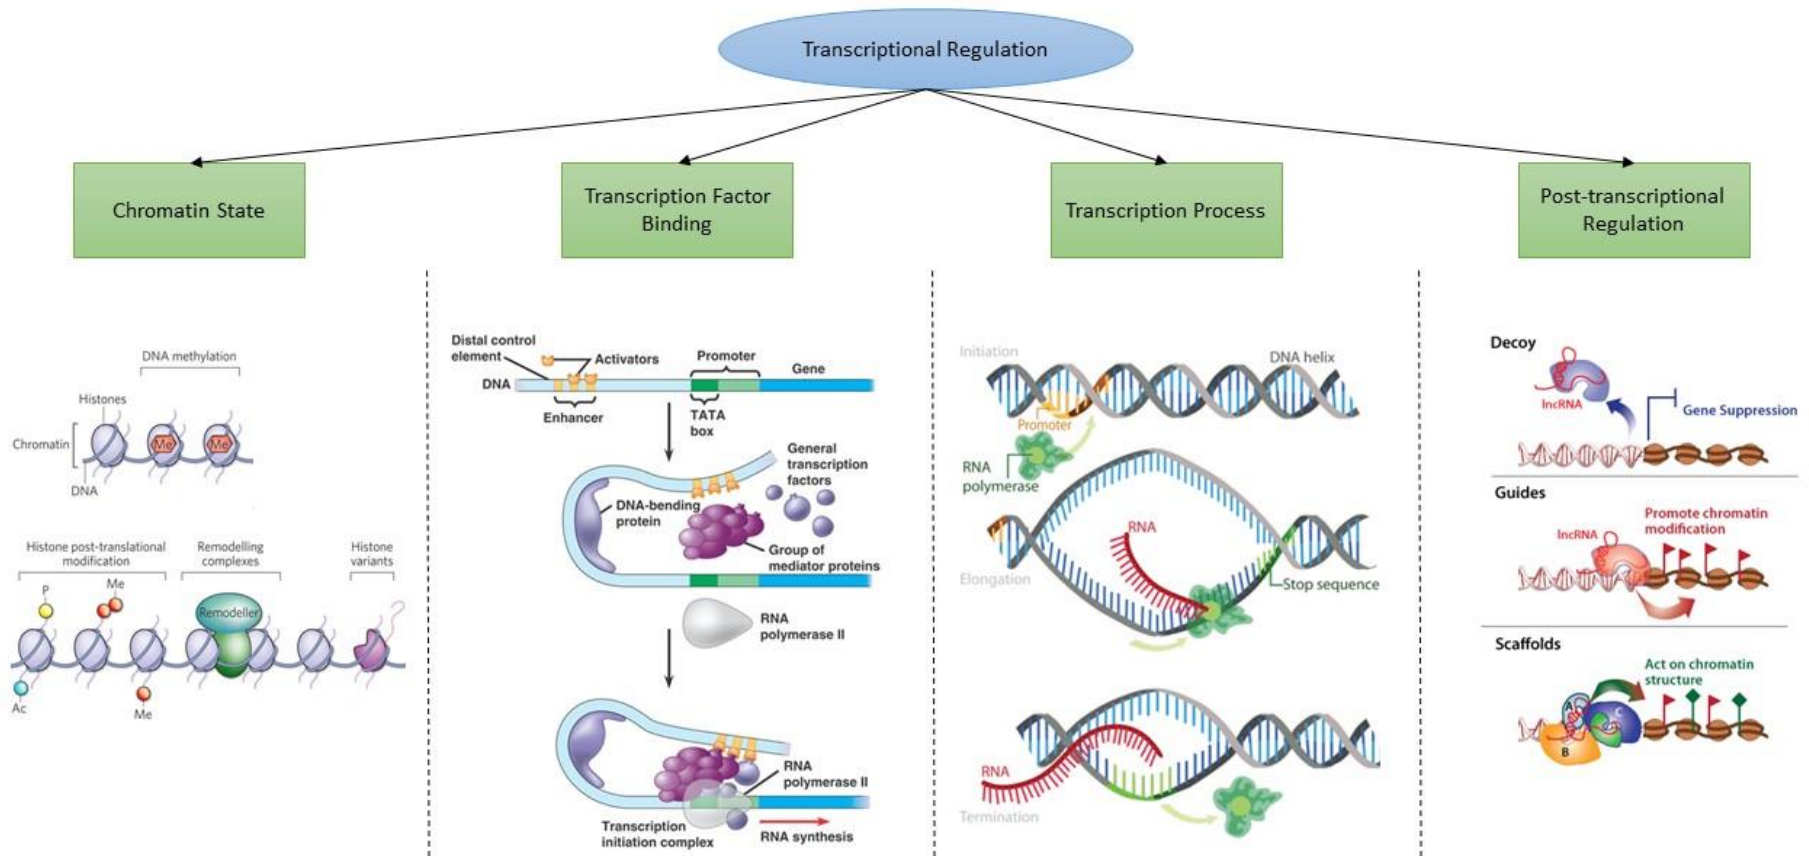 Transcriptional Regulation
Chromatin State
Transcription Factor
Binding
Transcription Process
Post-transcriptional
Regulation
DNA methylation
Histones
Chromatin
Me
Me
DNA
Histone post-translational
modification
Remodelling
complexes
Histone
variants
P
Me
Remodeller
Ac
Me
Distal control
element
Activators
Promoter
Gene
DNA
Enhancer
TATA
box
General
transcription
factors
DNA-bending
protein
Group of
mediator proteins
RNA
polymerase II
RNA
polymerase II
Transcription
initiation complex
RNA synthesis
Initiation
DNA helix
Promoter
RNA
polymerase
RNA
Elongation
Stop sequence
RNA
Termination
Decoy
lncRNA
Gene Suppression
Guides
Promote chromatin
modification
lncRNA
Scaffolds
Act on chromatin
structure
A
C
B